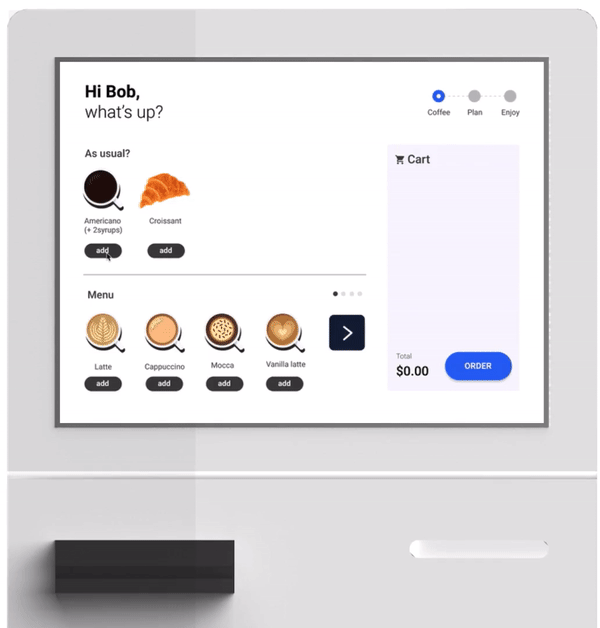 Hi Bob,
what's up?
Coffee
Plan
Enjoy
As usual?
Cart
Americano
(+ 2syrups)
Croissant
add
add
Menu
Latte
Cappuccino
Mocca
Vanilla latte
add
add
add
add
Total
$0.00
ORDER